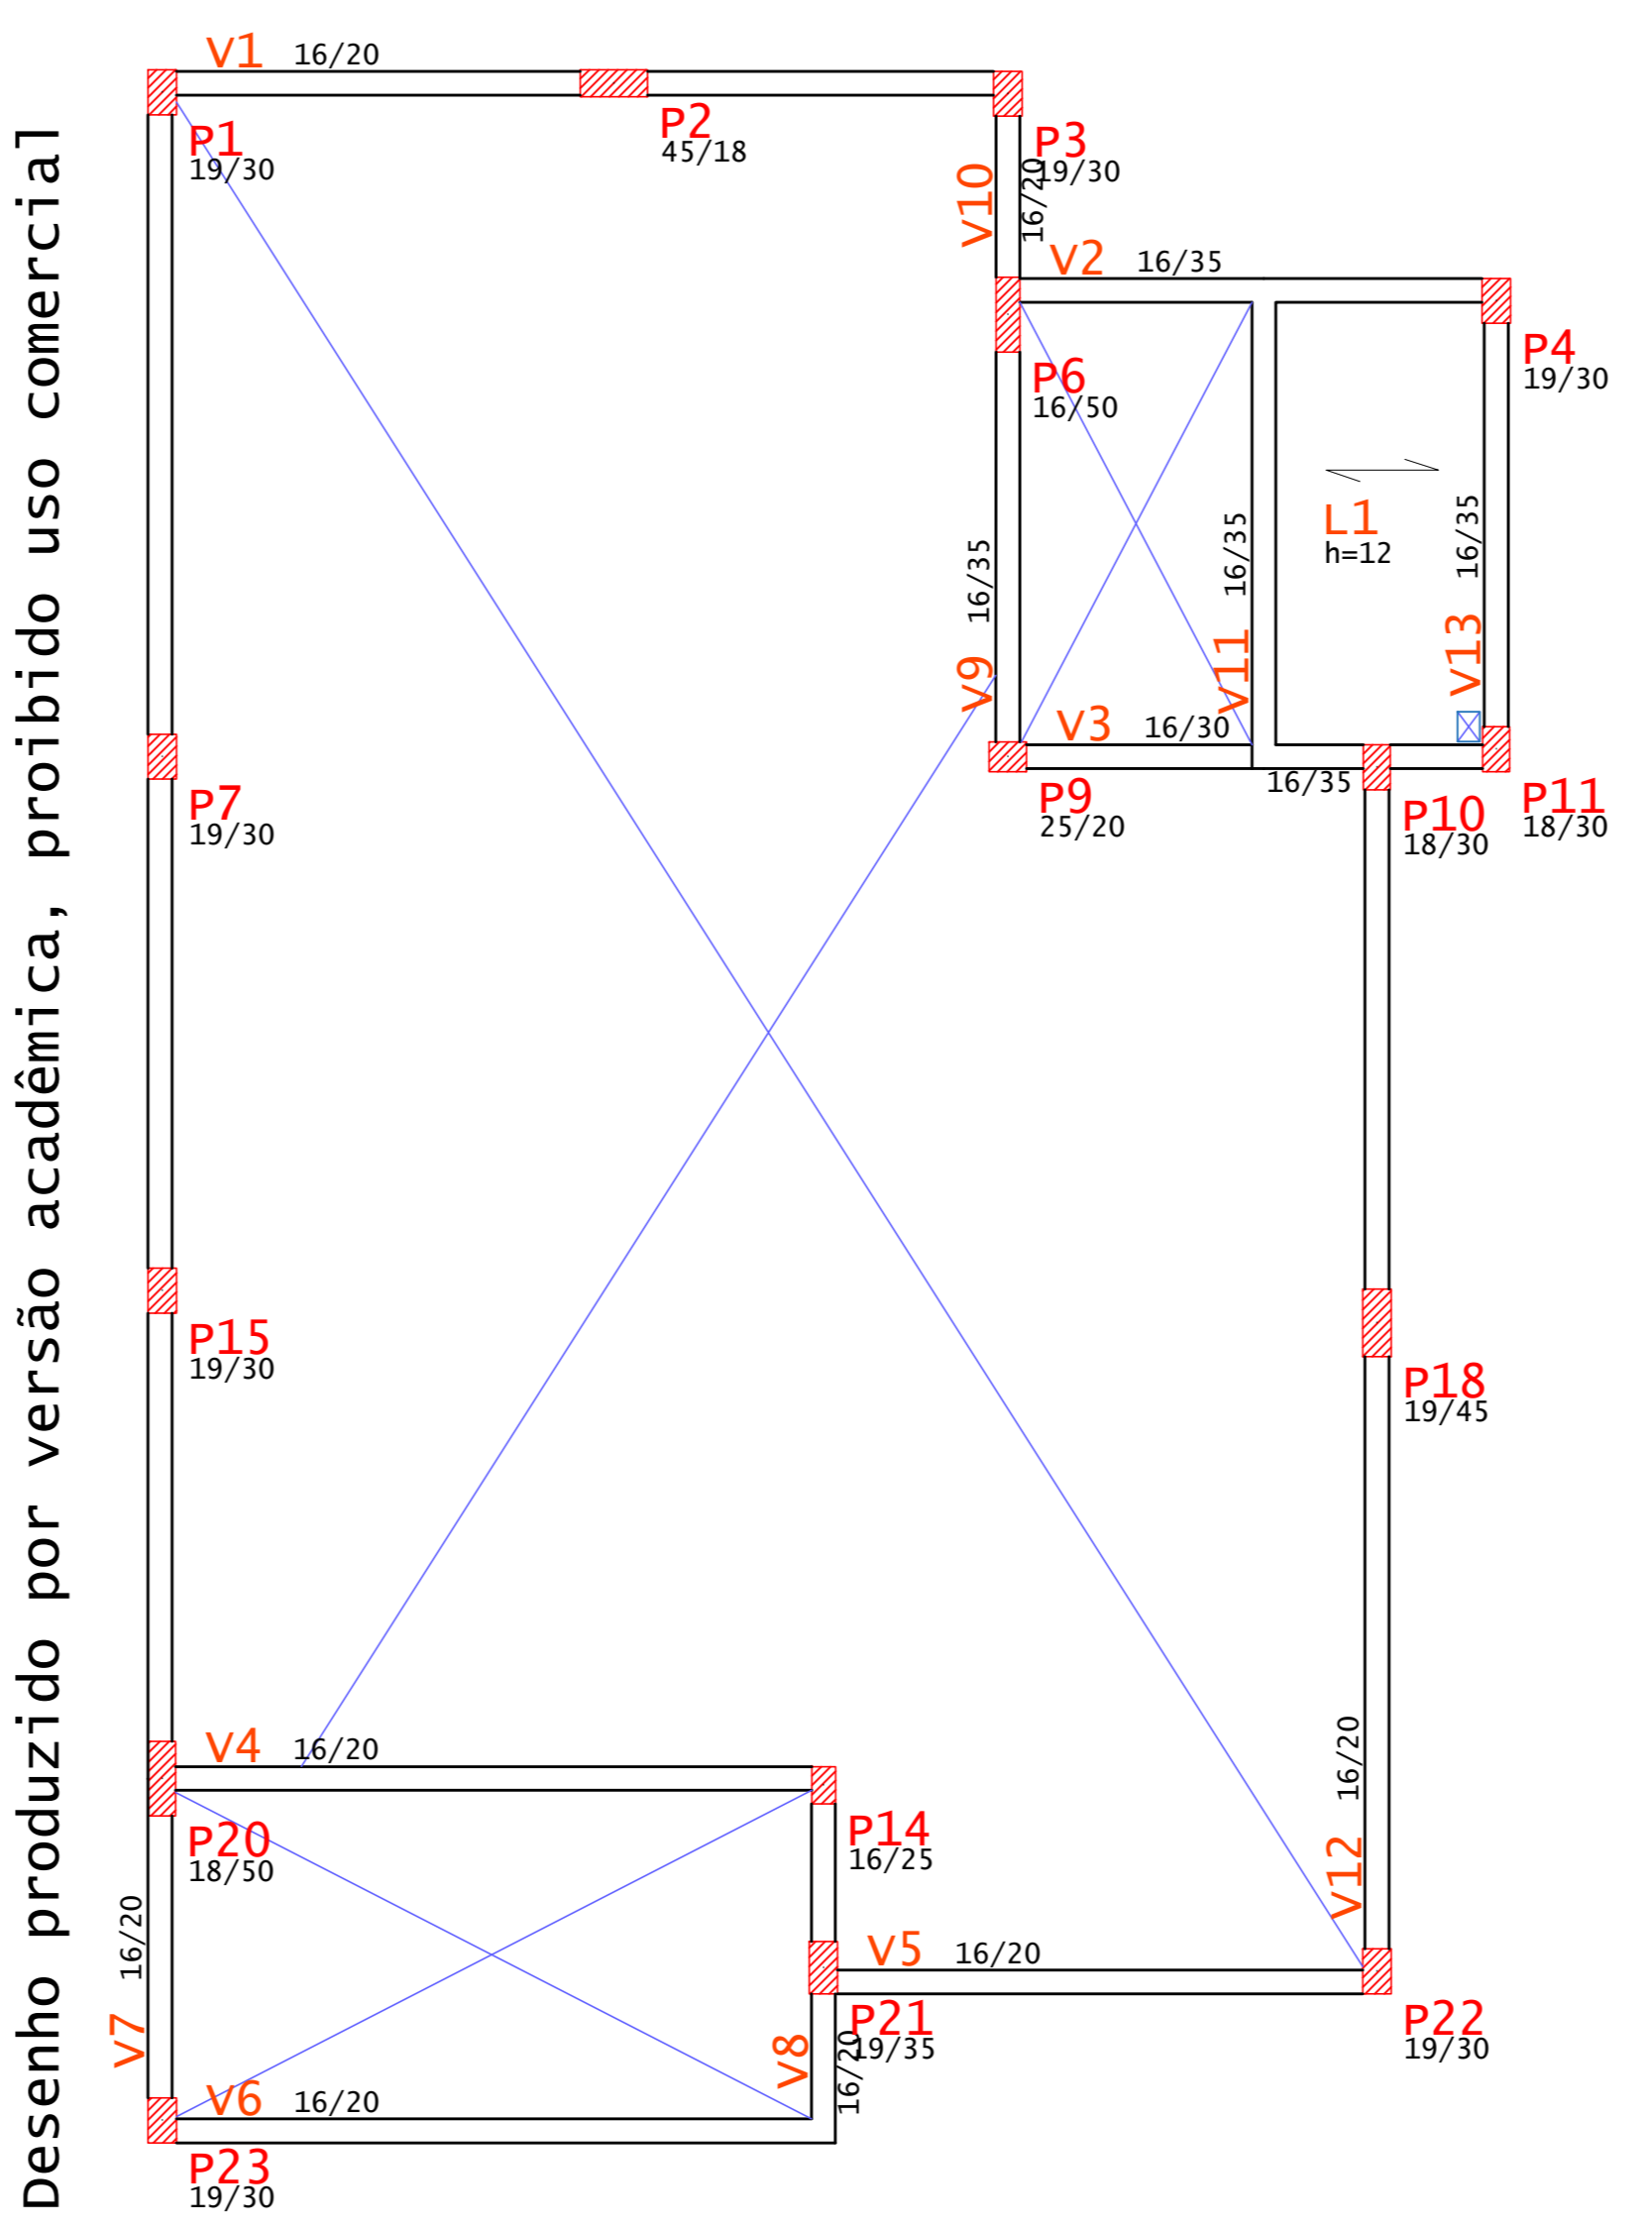 Desenho produzido por versão acadêmica, proibido uso comercial
V1 16/20
P1
19/30
P2
45/18
P3
19/30
V10
16/20
V2 16/35
P4
19/30
P6
16/50
L1
h=12
16/35
V9
16/35
V11
16/35
V13
V3 16/30
16/35
P7
19/30
P9
25/20
P10
18/30
P11
18/30
P15
19/30
P18
19/45
V4 16/20
16/20
V12
P20
18/50
P14
16/25
V5 16/20
16/20
V7
P21
19/35
V8
16/20
P22
19/30
V6 16/20
P23
19/30